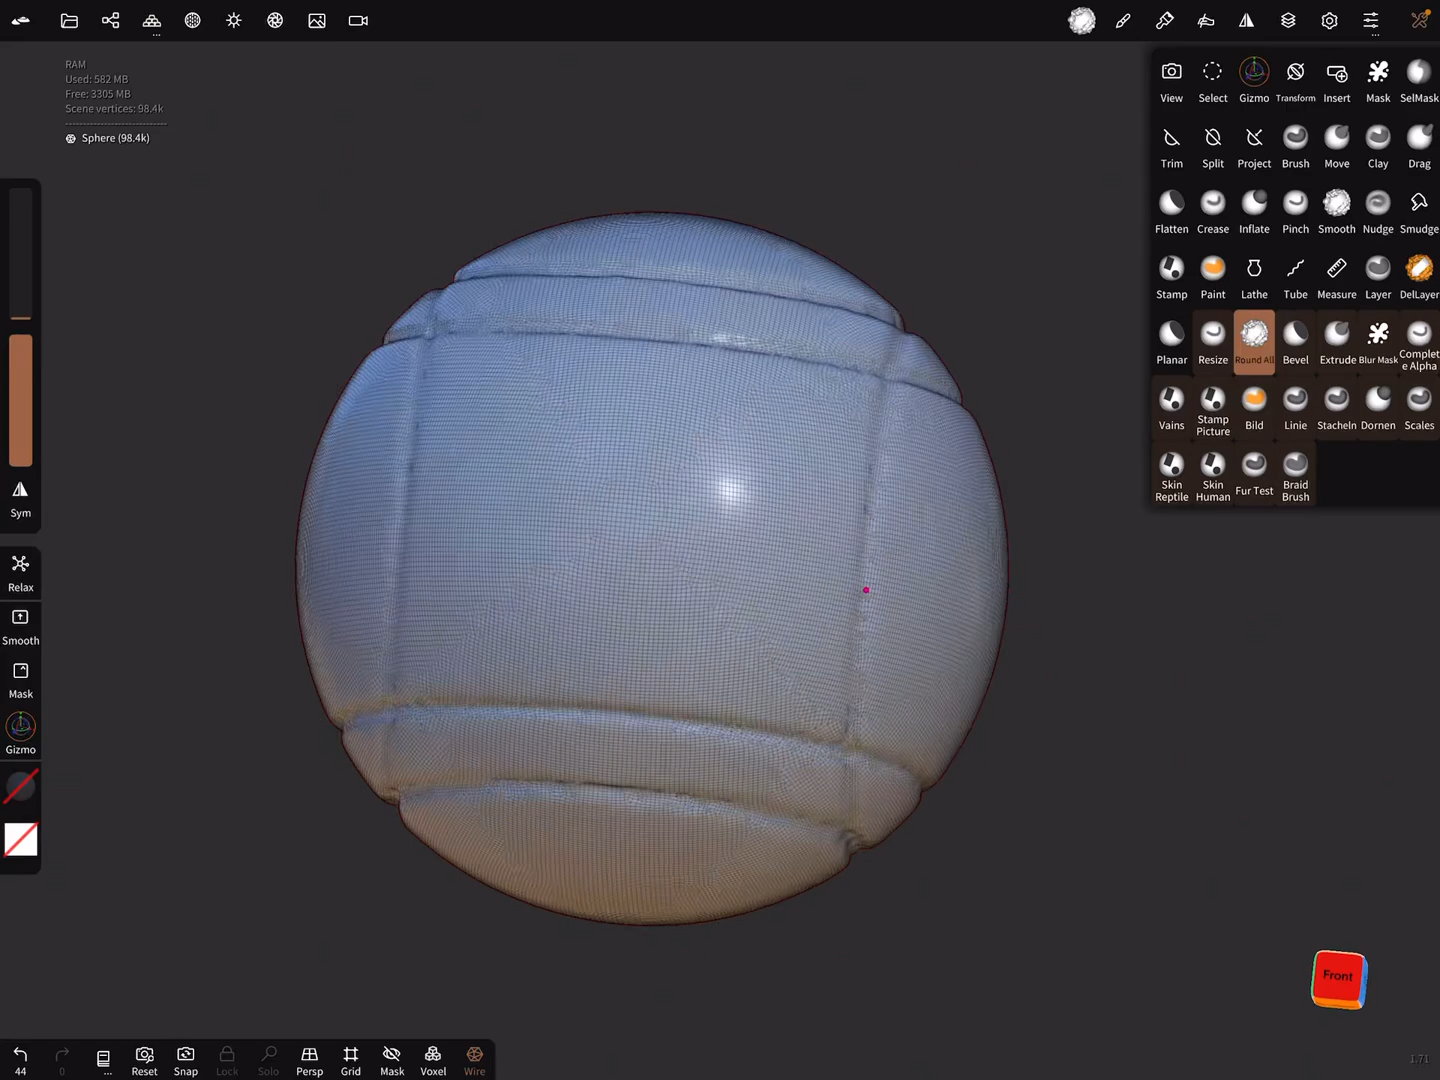 RAM
Used: 582 MB
Free: 3305 MB
Scene vertices: 98.4k
Sphere (98.4k)
View Select Gizmo Transform Insert Mask SelMask
Trim Split Project Brush Move Clay Drag
Flatten Crease Inflate Pinch Smooth Nudge Smudge
Stamp Paint Lathe Tube Measure Layer DelLayer
Planar Resize Round All Bevel Extrude Blur Mask Complet
e Alpha
Vains Stamp Picture Bild Linie Stacheln Dornen Scales
Skin Reptile Skin Human Fur Test Braid Brush
Sym
Relax
Smooth
Mask
Gizmo
Front
44 0 ... Reset Snap Lock Solo Persp Grid Mask Voxel Wire
1.71